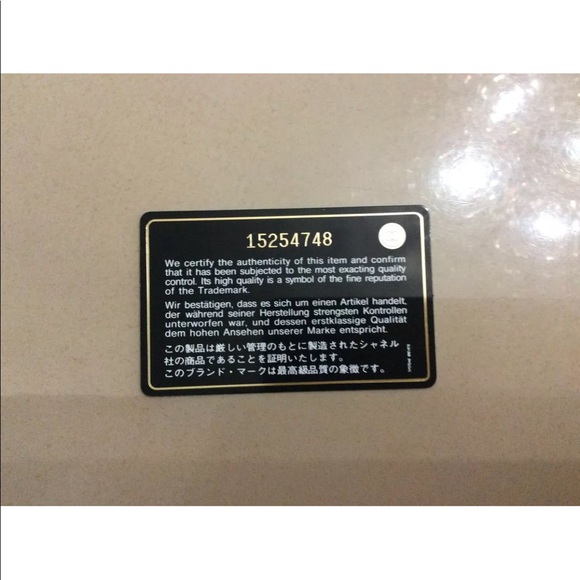 15254748
We certify the authenticity of this item and confirm
that it has been subjected to the most exacting quality
control. Its high quality is a symbol of the fine reputation
of the Trademark.
Wir bestätigen, dass es sich um einen Artikel handelt,
der während seiner Herstellung strengsten Kontrollen
unterworfen war, und dessen erstklassige Qualität
dem hohen Ansehen unserer Marke entspricht.
この製品は厳しい管理のもとに製造されたシャネル
社の商品であることを証明いたします。
このブランド・マークは最高級品質の象徴です。